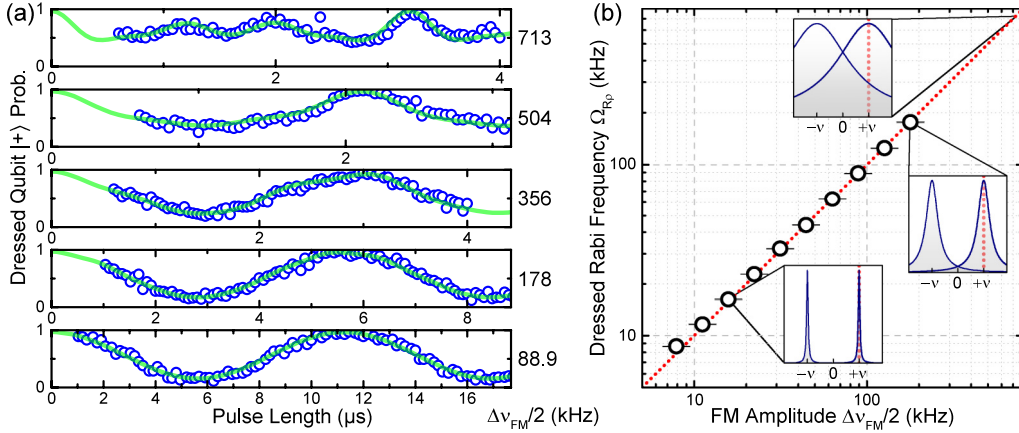 (a)
Dressed Qubit |+⟩ Prob.
1
0
0 2 4
713
1
0
0 2
504
1
0
0 2 4
356
1
0
0 2 4 6 8
178
1
0
0 2 4 6 8 10 12 14 16
88.9
Pulse Length (µs)
Δν_FM/2 (kHz)
(b)
Dressed Rabi Frequency Ω_Rρ (kHz)
100
10
10 100
FM Amplitude Δν_FM/2 (kHz)
−ν 0 +ν
−ν 0 +ν
−ν 0 +ν